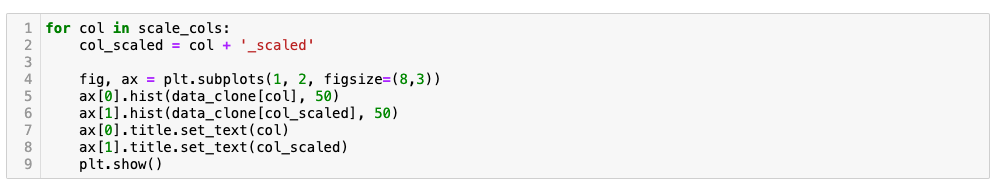 1 for col in scale_cols:
2     col_scaled = col + '_scaled'
3
4     fig, ax = plt.subplots(1, 2, figsize=(8,3))
5     ax[0].hist(data_clone[col], 50)
6     ax[1].hist(data_clone[col_scaled], 50)
7     ax[0].title.set_text(col)
8     ax[1].title.set_text(col_scaled)
9     plt.show()